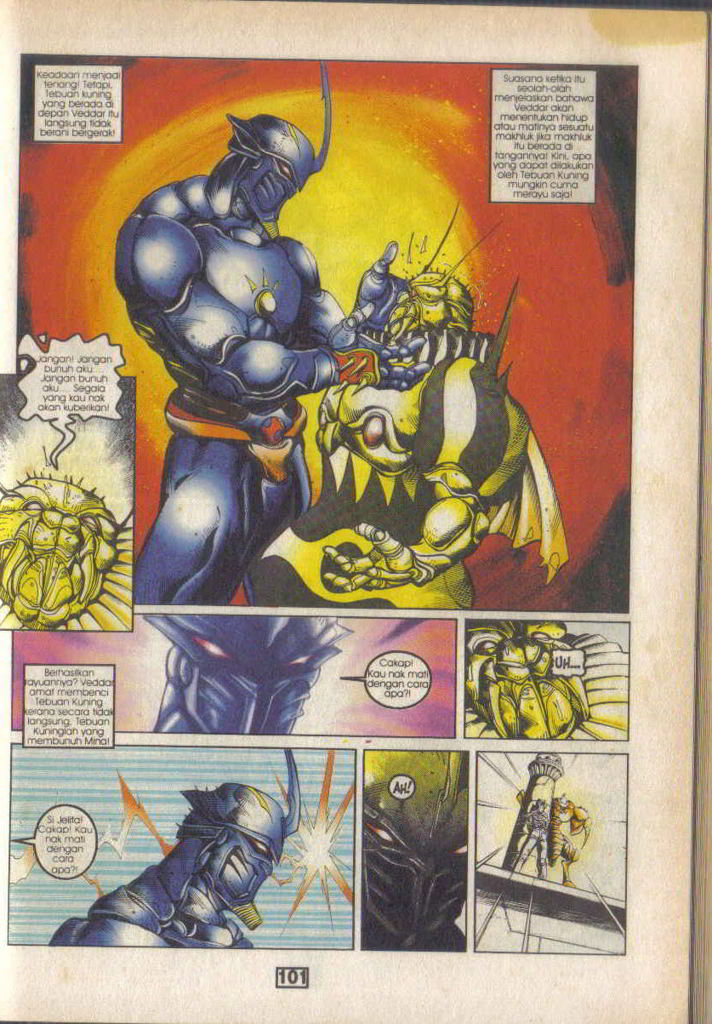 Keadaan menjadi
tenang! Tetapi,
Tebuan kuning
yang berada di
depan Veddar itu
langsung tidak
berani bergerak!
Suasana ketika itu
seolah-olah
menjelaskan bahawa
Veddar akan
menentukan hidup
atau matinya sesuatu
makhluk jika makhluk
itu berada di
tangannya! Kini, apa
yang dapat dilakukan
oleh Tebuan Kuning
mungkin cuma
merayu saja!
Jangan! Jangan
bunuh aku...
Jangan bunuh
aku.... Segala
yang kau nak
akan kuberikan!
Berhasilkan
rayuannya? Veddar
amat membenci
Tebuan Kuning
kerana secara tidak
langsung, Tebuan
Kuninglah yang
membunuh Mina!
Cakap!
Kau nak mati
dengan cara
apa?!
UH....
Si Jelita!
Cakap! Kau
nak mati
dengan
cara
apa?!
AH!
101